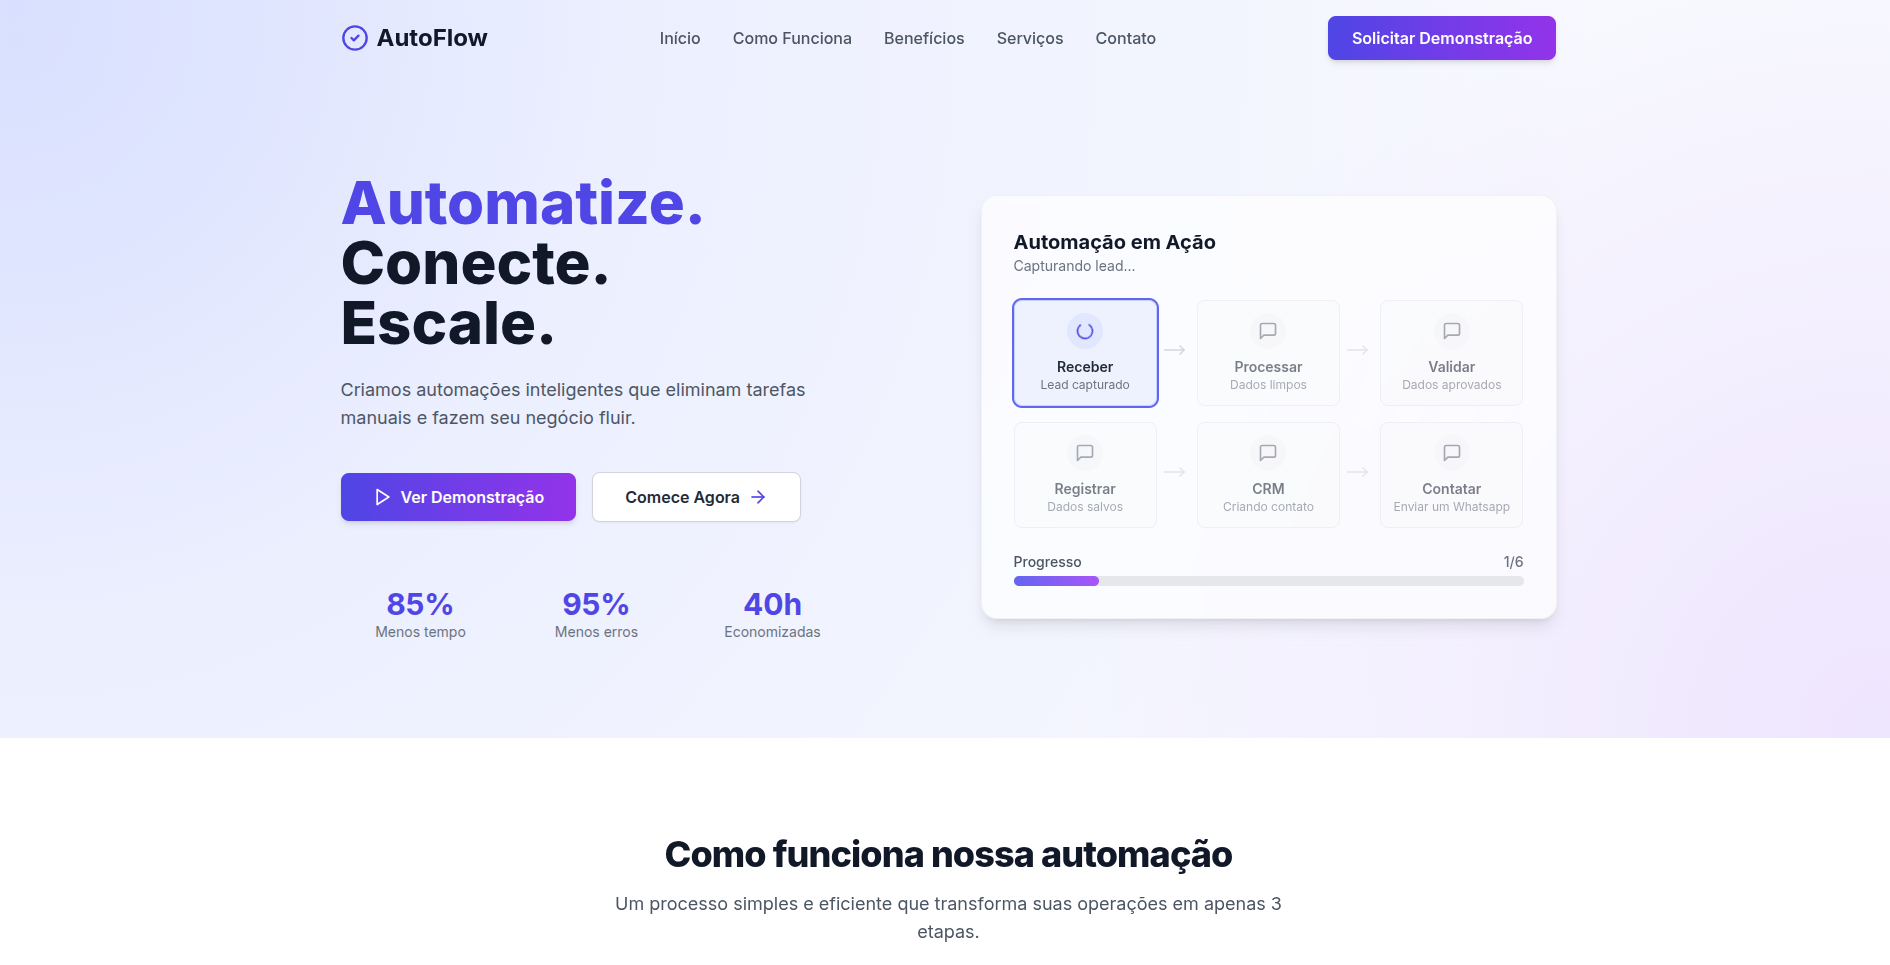 AutoFlow
Início
Como Funciona
Benefícios
Serviços
Contato
Solicitar Demonstração
Automatize.
Conecte.
Escale.
Criamos automações inteligentes que eliminam tarefas
manuais e fazem seu negócio fluir.
Ver Demonstração
Comece Agora
85%
Menos tempo
95%
Menos erros
40h
Economizadas
Automação em Ação
Capturando lead...
Receber
Lead capturado
Processar
Dados limpos
Validar
Dados aprovados
Registrar
Dados salvos
CRM
Criando contato
Contatar
Enviar um Whatsapp
Progresso
1/6
Como funciona nossa automação
Um processo simples e eficiente que transforma suas operações em apenas 3
etapas.